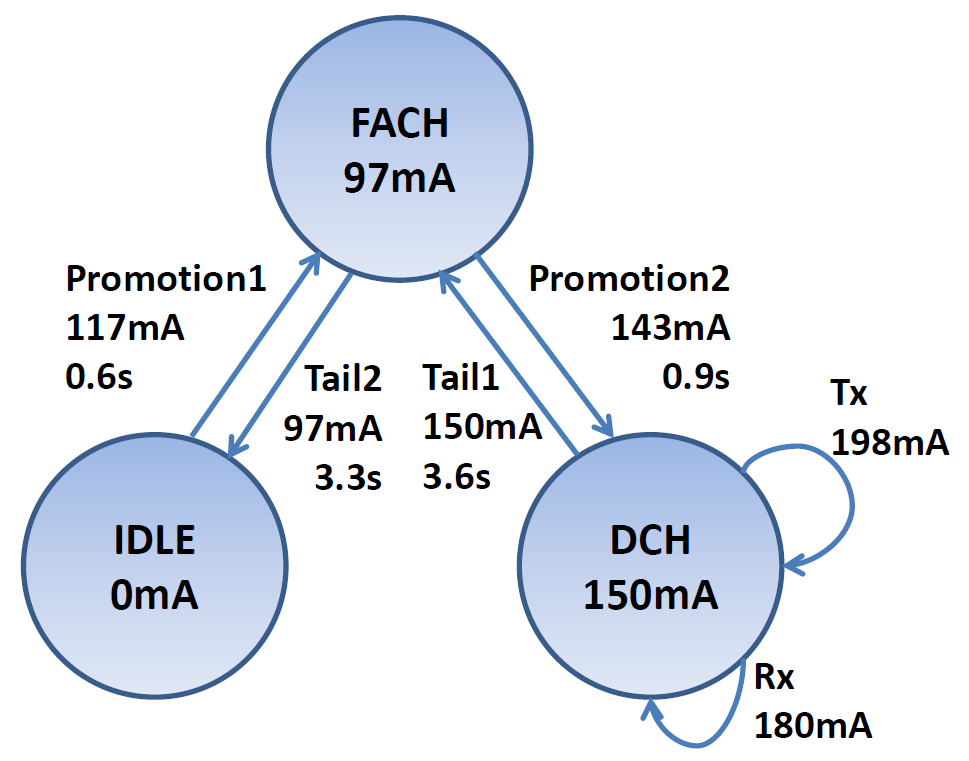 FACH
97mA
Promotion1
117mA
0.6s
Promotion2
143mA
0.9s
Tail2
97mA
3.3s
Tail1
150mA
3.6s
Tx
198mA
IDLE
0mA
DCH
150mA
Rx
180mA